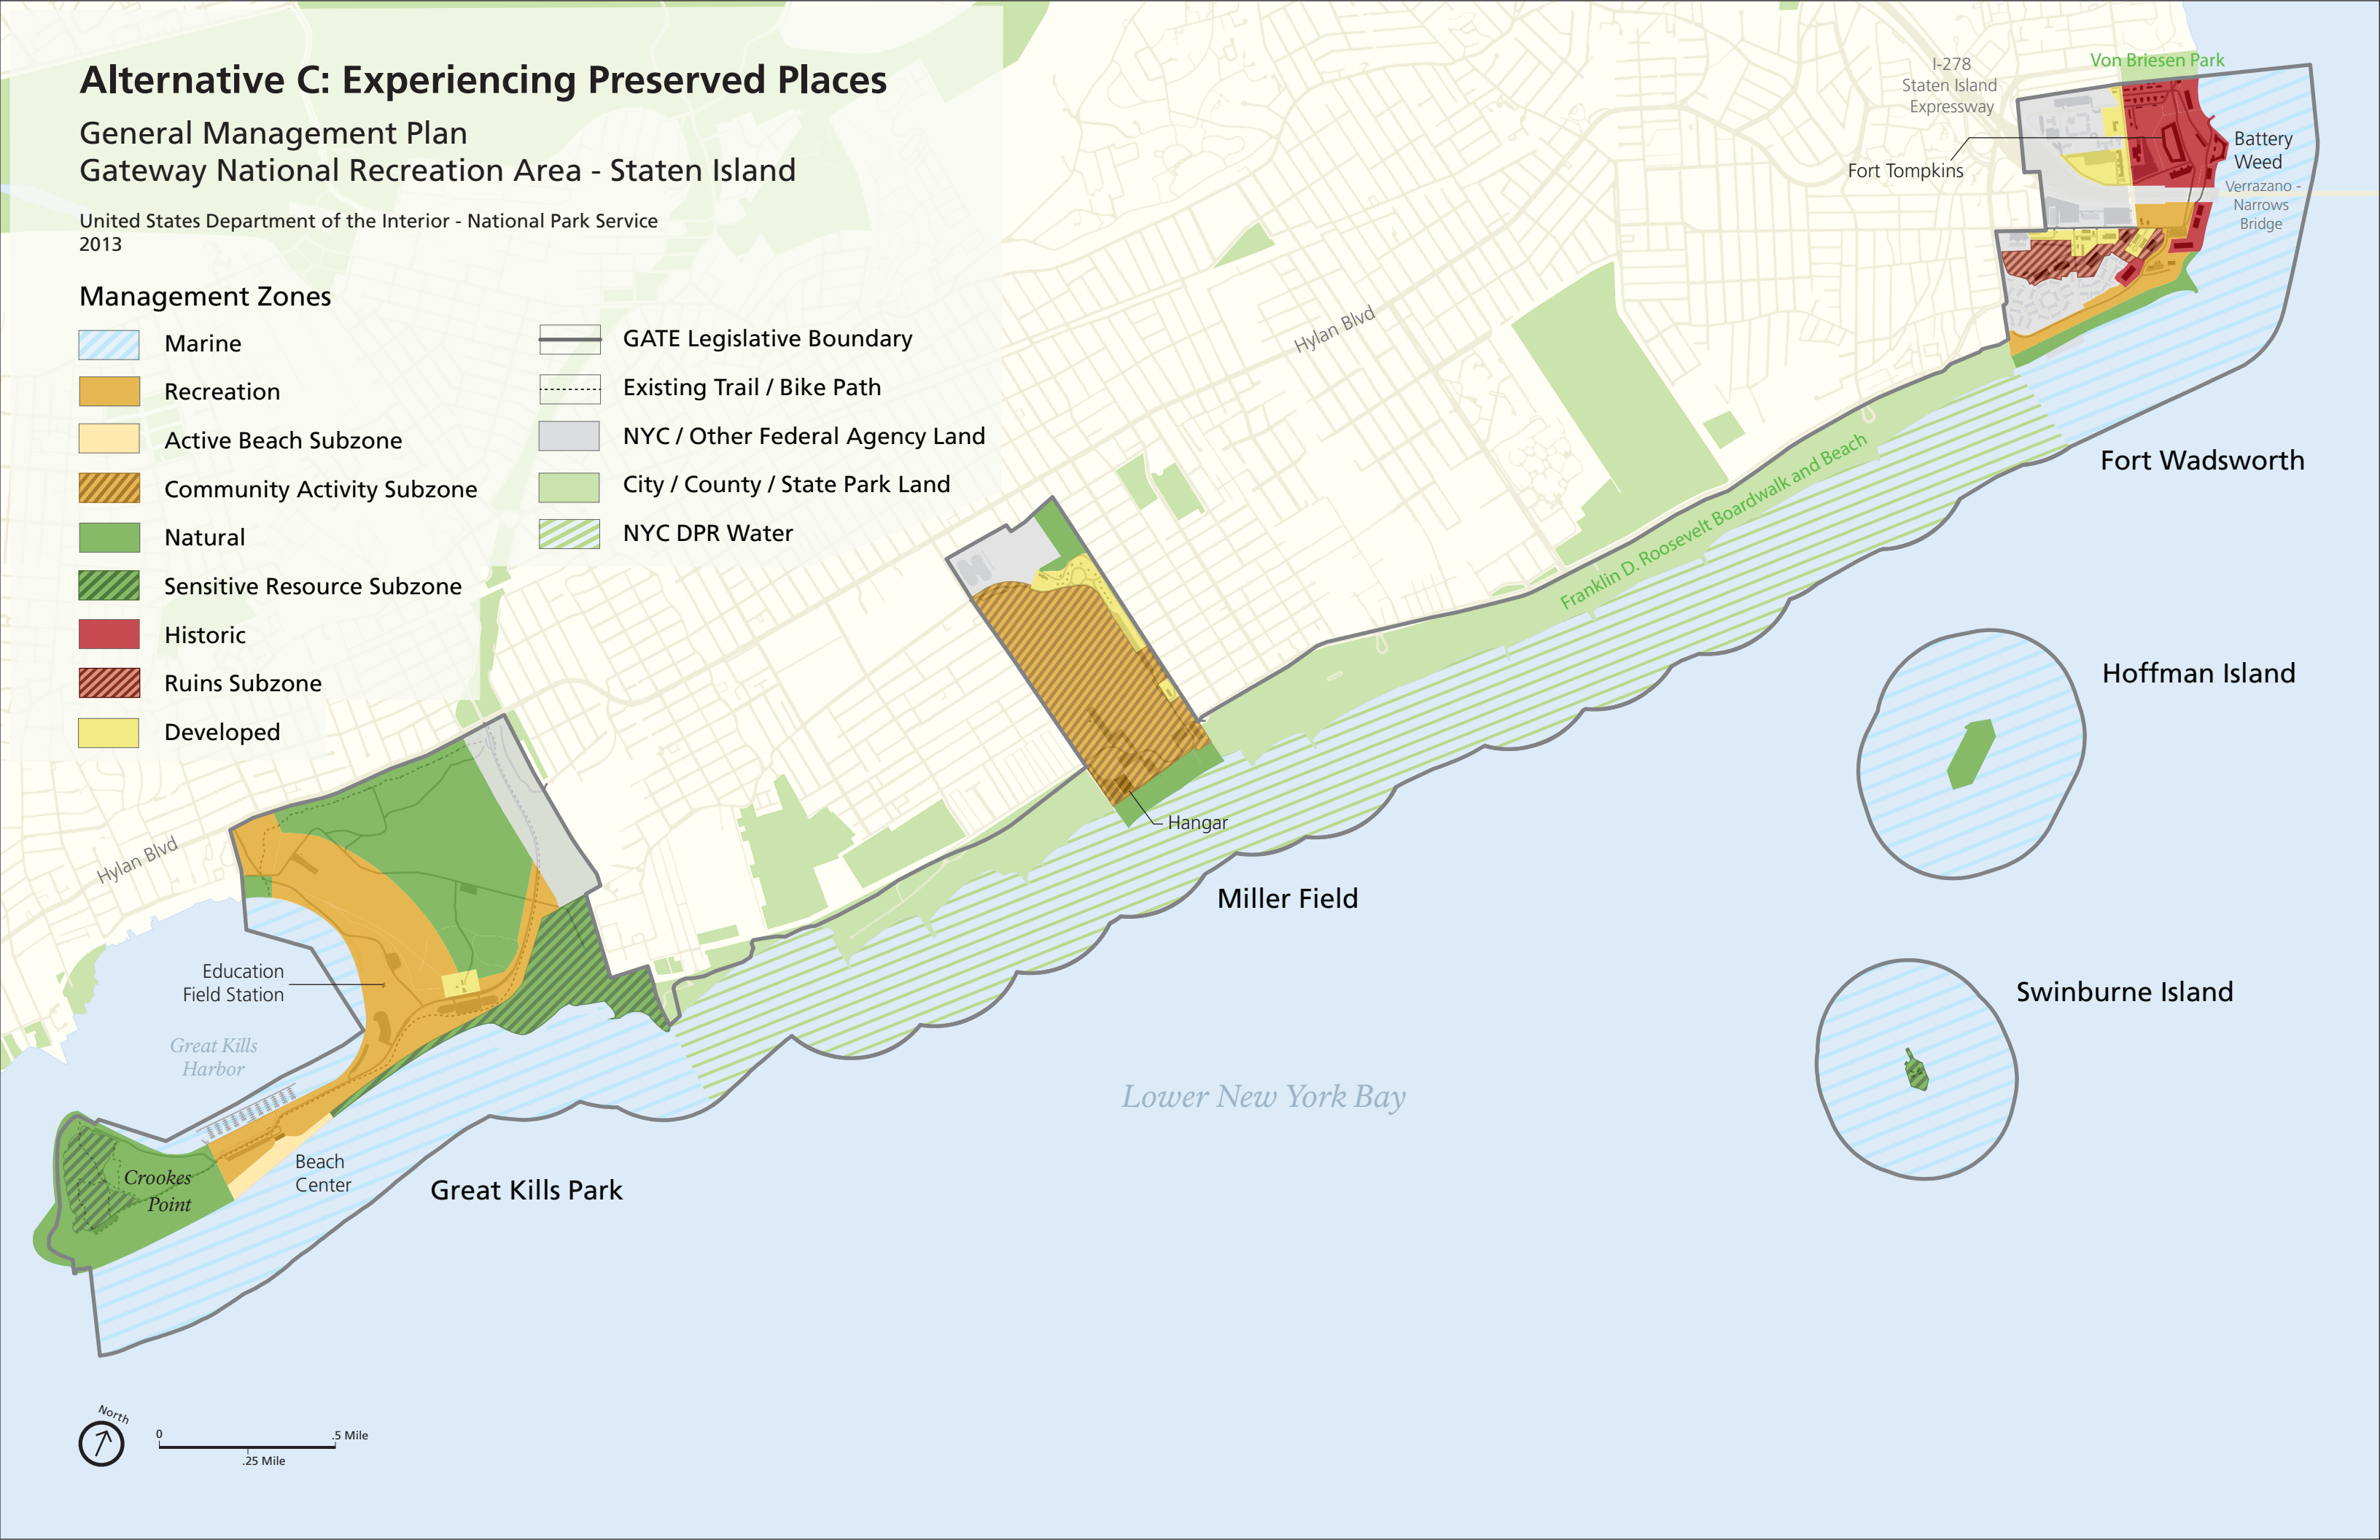 Alternative C: Experiencing Preserved Places
General Management Plan
Gateway National Recreation Area - Staten Island
United States Department of the Interior - National Park Service
2013
Management Zones
Marine
Recreation
Active Beach Subzone
Community Activity Subzone
Natural
Sensitive Resource Subzone
Historic
Ruins Subzone
Developed
GATE Legislative Boundary
Existing Trail / Bike Path
NYC / Other Federal Agency Land
City / County / State Park Land
NYC DPR Water
I-278
Staten Island
Expressway
Von Briesen Park
Fort Tompkins
Battery
Weed
Verrazano -
Narrows
Bridge
Hylan Blvd
Franklin D. Roosevelt Boardwalk and Beach
Fort Wadsworth
Hoffman Island
Hangar
Miller Field
Hylan Blvd
Education
Field Station
Great Kills
Harbor
Swinburne Island
Lower New York Bay
Crookes
Point
Beach
Center
Great Kills Park
North
0
.5 Mile
.25 Mile